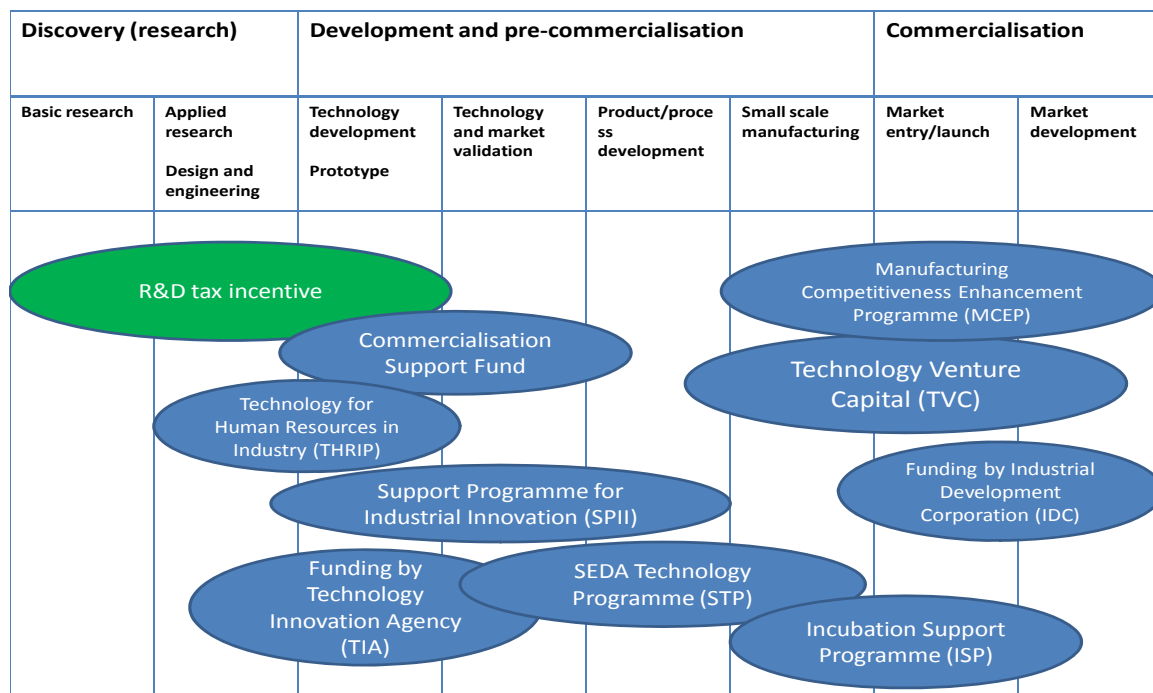 Discovery (research)
Development and pre-commercialisation
Commercialisation
Basic research
Applied
research
Design and
engineering
Technology
development
Prototype
Technology
and market
validation
Product/proce
ss
development
Small scale
manufacturing
Market
entry/launch
Market
development
R&D tax incentive
Manufacturing
Competitiveness Enhancement
Programme (MCEP)
Commercialisation
Support Fund
Technology Venture
Capital (TVC)
Technology for
Human Resources in
Industry (THRIP)
Funding by Industrial
Development
Corporation (IDC)
Support Programme for
Industrial Innovation (SPII)
Funding by
Technology
Innovation Agency
(TIA)
SEDA Technology
Programme (STP)
Incubation Support
Programme (ISP)